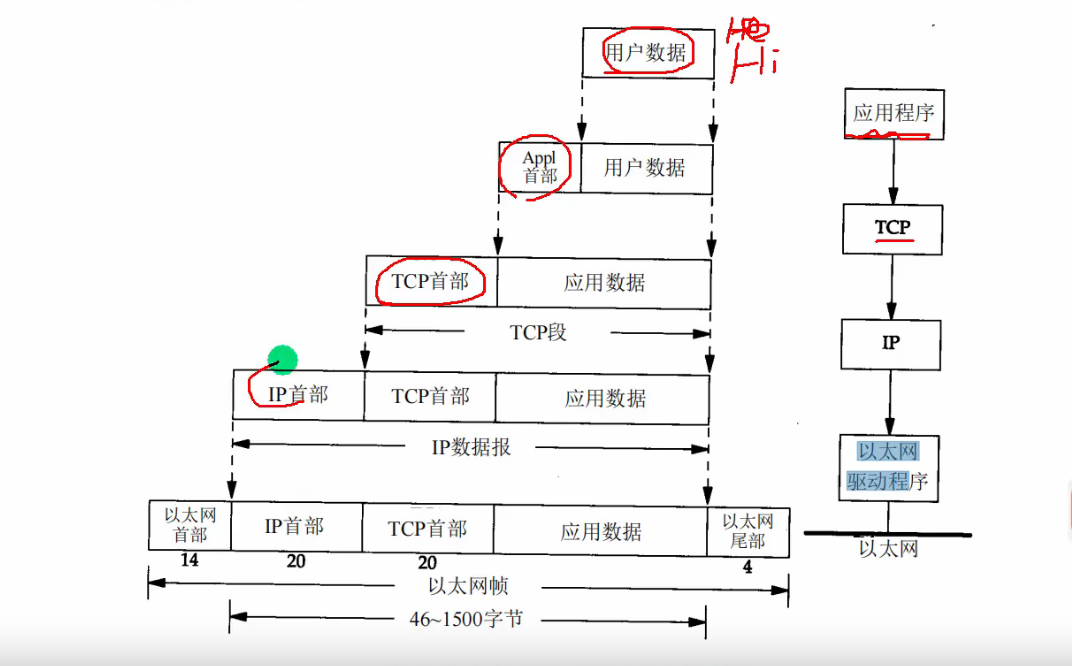 用户数据
Hi
应用程序
Appl
首部
用户数据
TCP
TCP首部
应用数据
TCP段
IP
IP首部
TCP首部
应用数据
IP数据报
以太网
驱动程序
以太网
首部
IP首部
TCP首部
应用数据
以太网
尾部
以太网
14
20
20
4
以太网帧
46~1500字节